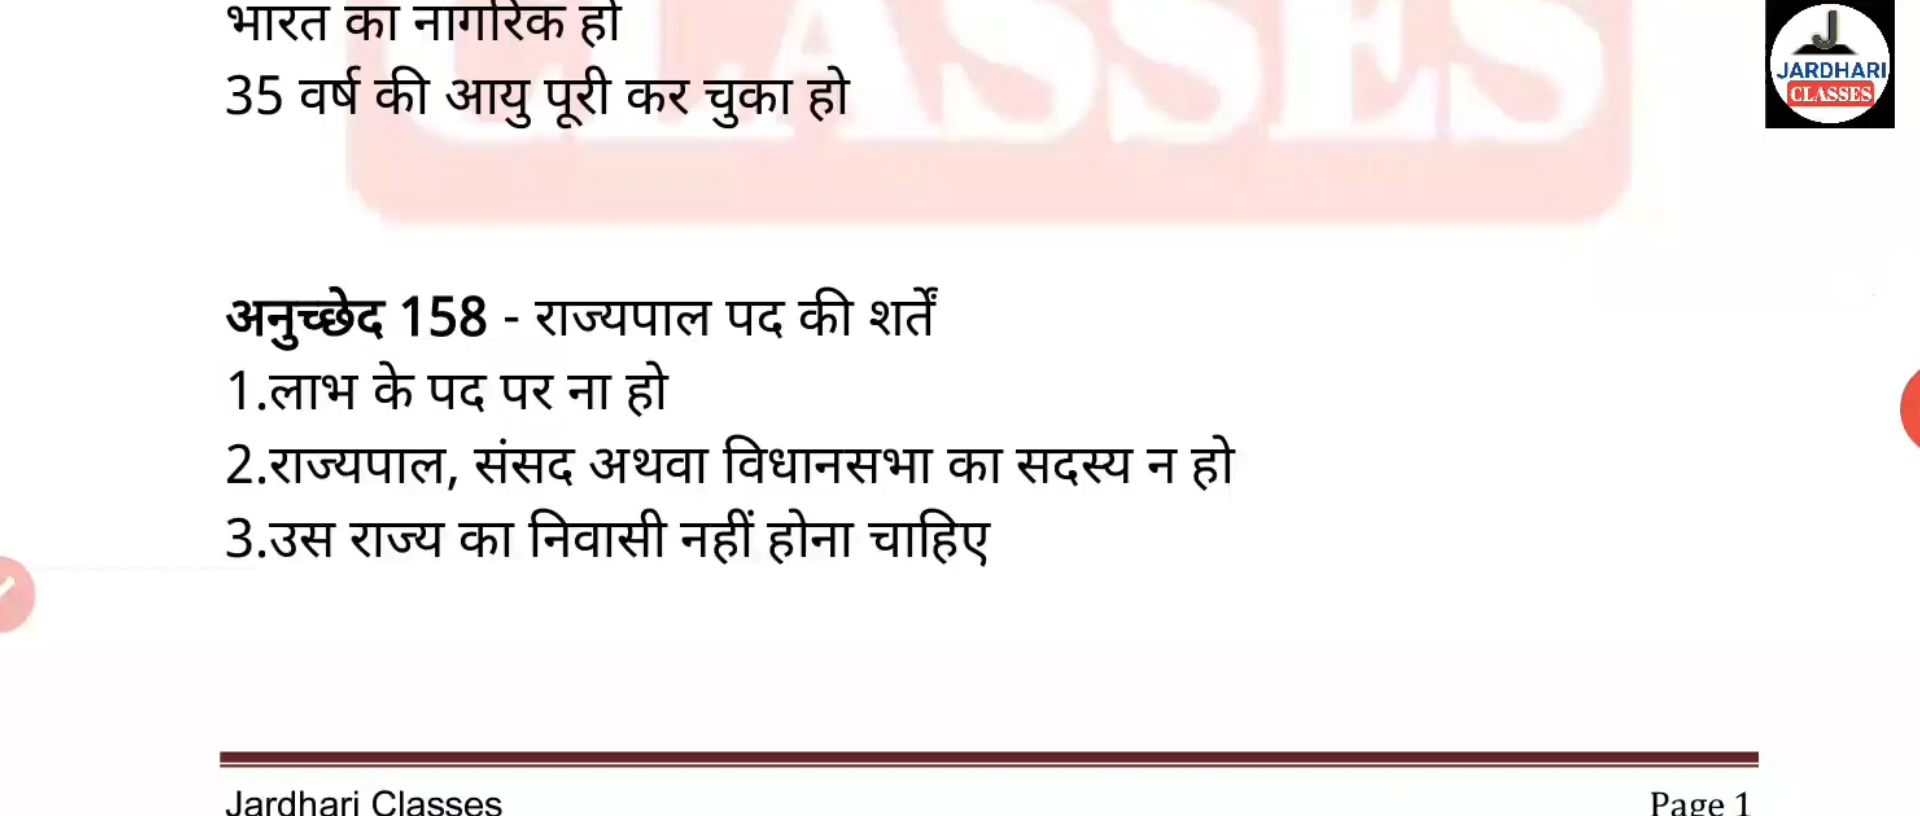 भारत का नागरिक हो
35 वर्ष की आयु पूरी कर चुका हो
CLASSES
J
JARDHARI
CLASSES
अनुच्छेद 158 - राज्यपाल पद की शर्तें
1.लाभ के पद पर ना हो
2.राज्यपाल, संसद अथवा विधानसभा का सदस्य न हो
3.उस राज्य का निवासी नहीं होना चाहिए
Jardhari Classes Page 1